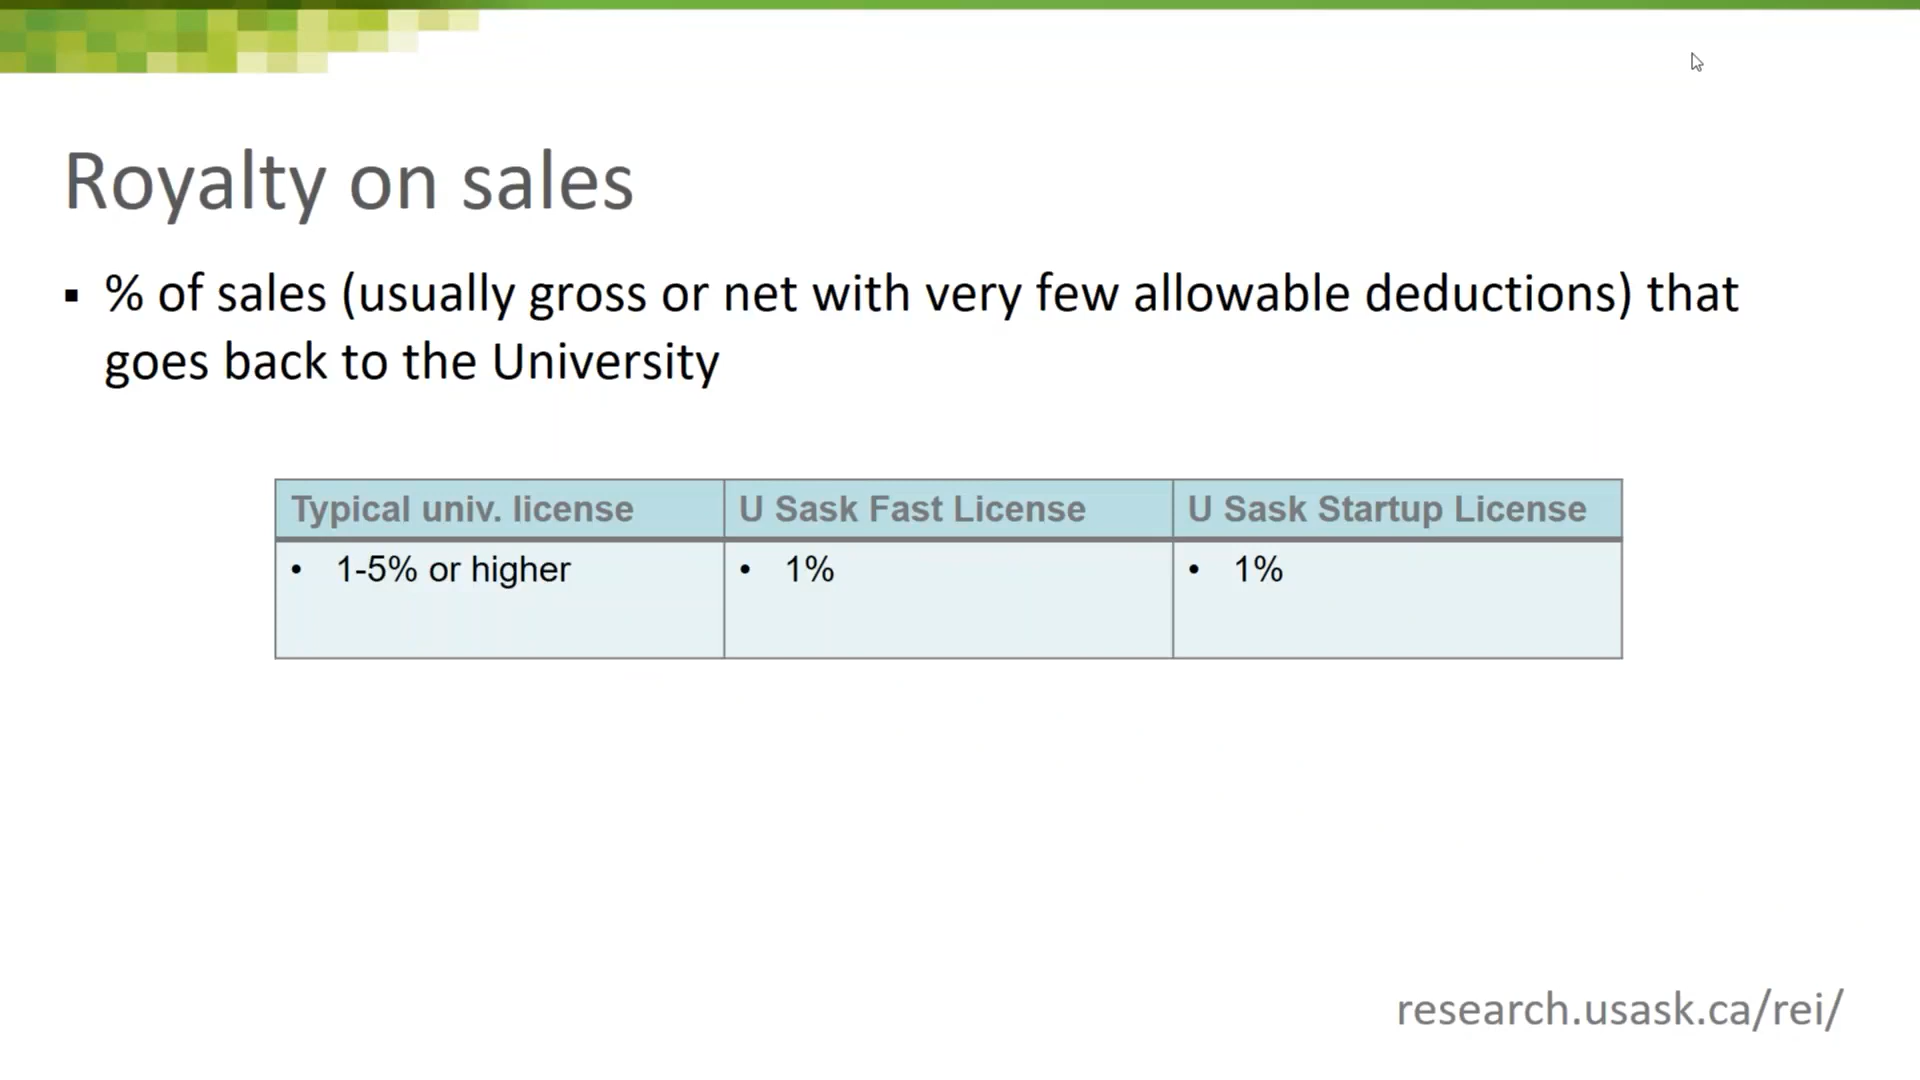 Royalty on sales
▪ % of sales (usually gross or net with very few allowable deductions) that
goes back to the University
Typical univ. license U Sask Fast License U Sask Startup License
• 1-5% or higher • 1% • 1%
research.usask.ca/rei/